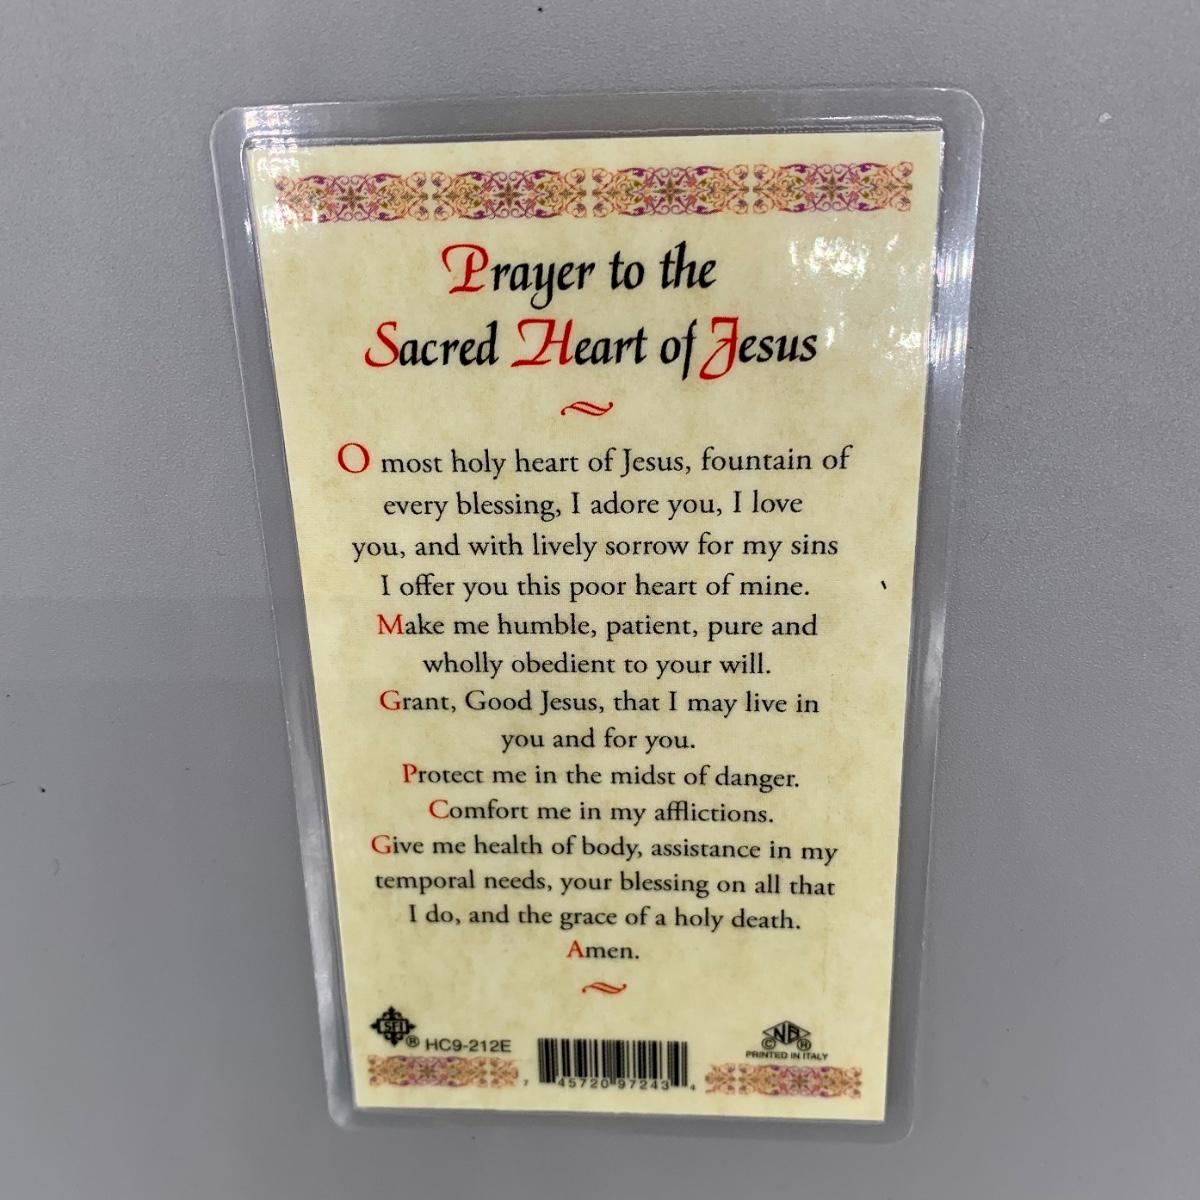 Prayer to the
Sacred Heart of Jesus
O most holy heart of Jesus, fountain of
every blessing, I adore you, I love
you, and with lively sorrow for my sins
I offer you this poor heart of mine.
Make me humble, patient, pure and
wholly obedient to your will.
Grant, Good Jesus, that I may live in
you and for you.
Protect me in the midst of danger.
Comfort me in my afflictions.
Give me health of body, assistance in my
temporal needs, your blessing on all that
I do, and the grace of a holy death.
Amen.
SFI ® HC9-212E
7 45720 97243 4
NB
PRINTED IN ITALY